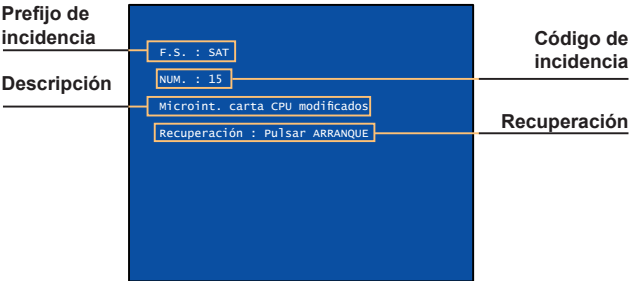 Prefijo de
incidencia
Descripción
F.S. : SAT
NUM. : 15
Microint. carta CPU modificados
Recuperación : Pulsar ARRANQUE
Código de
incidencia
Recuperación